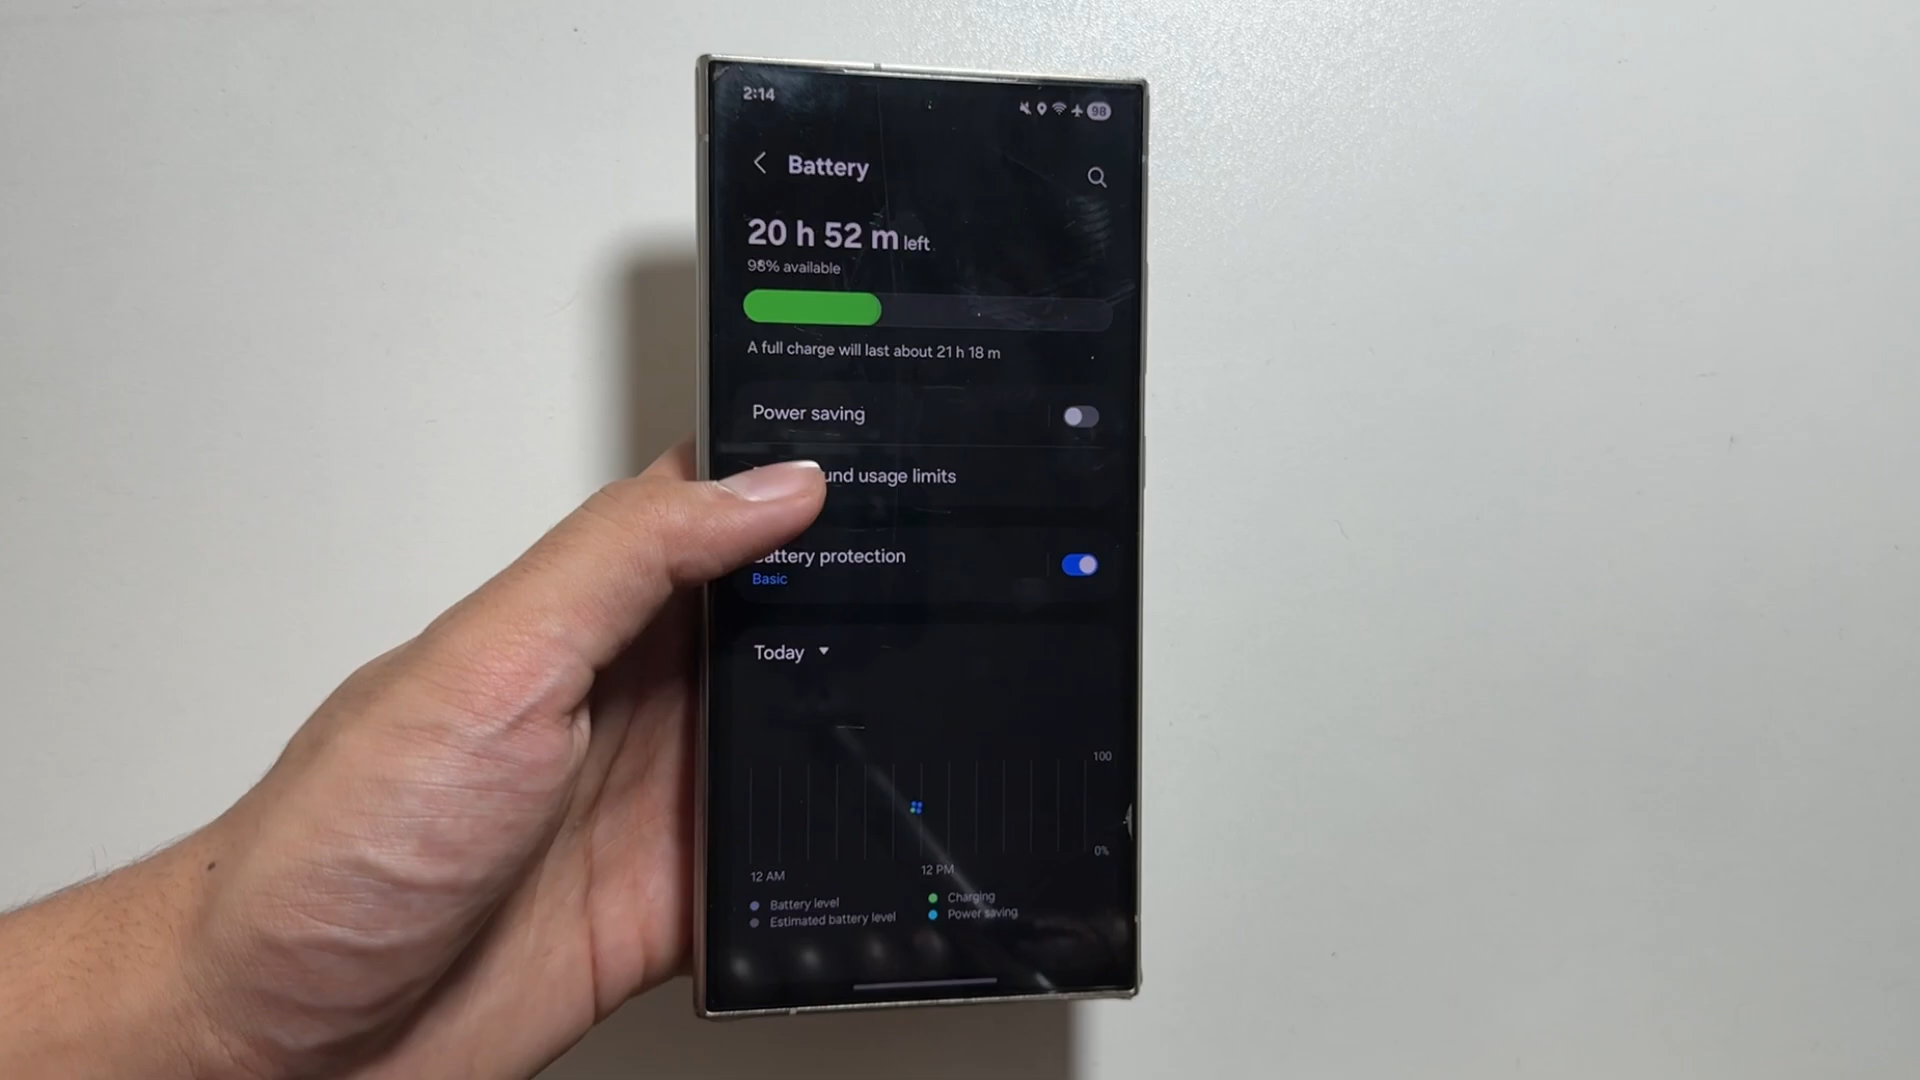 2:14
98
Battery
20 h 52 m left
98% available
A full charge will last about 21 h 18 m
Power saving
und usage limits
attery protection
Basic
Today
100
0%
12 AM
12 PM
Battery level
Charging
Estimated battery level
Power saving